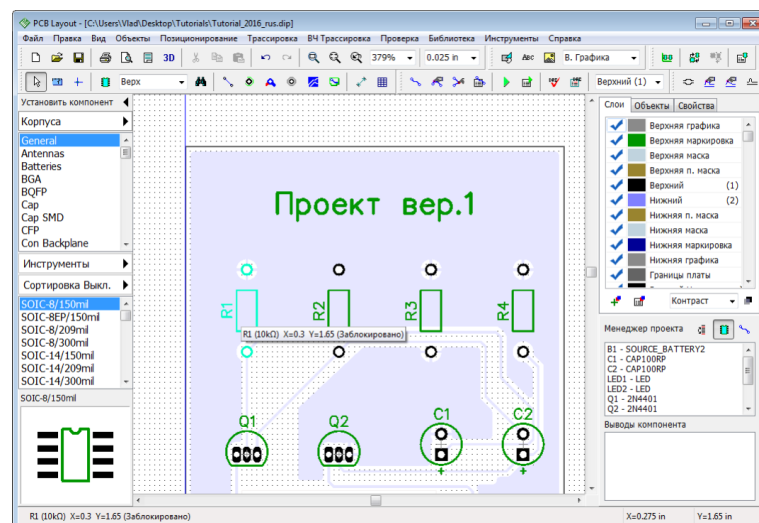 PCB Layout - [C:\Users\Vlad\Desktop\Tutorials\Tutorial_2016_rus.dip]
Файл Правка Вид Объекты Позиционирование Трассировка ВЧ Трассировка Проверка Библиотека Инструменты Справка
3D 379% 0.025 in ABC В. Графика
Верх Верхний (1)
Установить компонент
Корпуса
General
Antennas
Batteries
BGA
BQFP
Cap
Cap SMD
CFP
Con Backplane
Инструменты
Сортировка Выкл.
SOIC-8/150mil
SOIC-8EP/150mil
SOIC-8/209mil
SOIC-8/300mil
SOIC-14/150mil
SOIC-14/209mil
SOIC-14/300mil
SOIC-8/150mil
Проект вер.1
R1 R2 R3 R4
R1 (10kΩ) X=0.3 Y=1.65 (Заблокировано)
Q1 Q2 C1 C2
Слои Объекты Свойства
Верхняя графика
Верхняя маркировка
Верхняя маска
Верхняя п. маска
Верхний (1)
Нижний (2)
Нижняя п. маска
Нижняя маска
Нижняя маркировка
Нижняя графика
Границы платы
Контраст
Менеджер проекта
B1 - SOURCE_BATTERY2
C1 - CAP100RP
C2 - CAP100RP
LED1 - LED
LED2 - LED
Q1 - 2N4401
Q2 - 2N4401
Выводы компонента
R1 (10kΩ) X=0.3 Y=1.65 (Заблокировано)
X=0.275 in Y=1.65 in